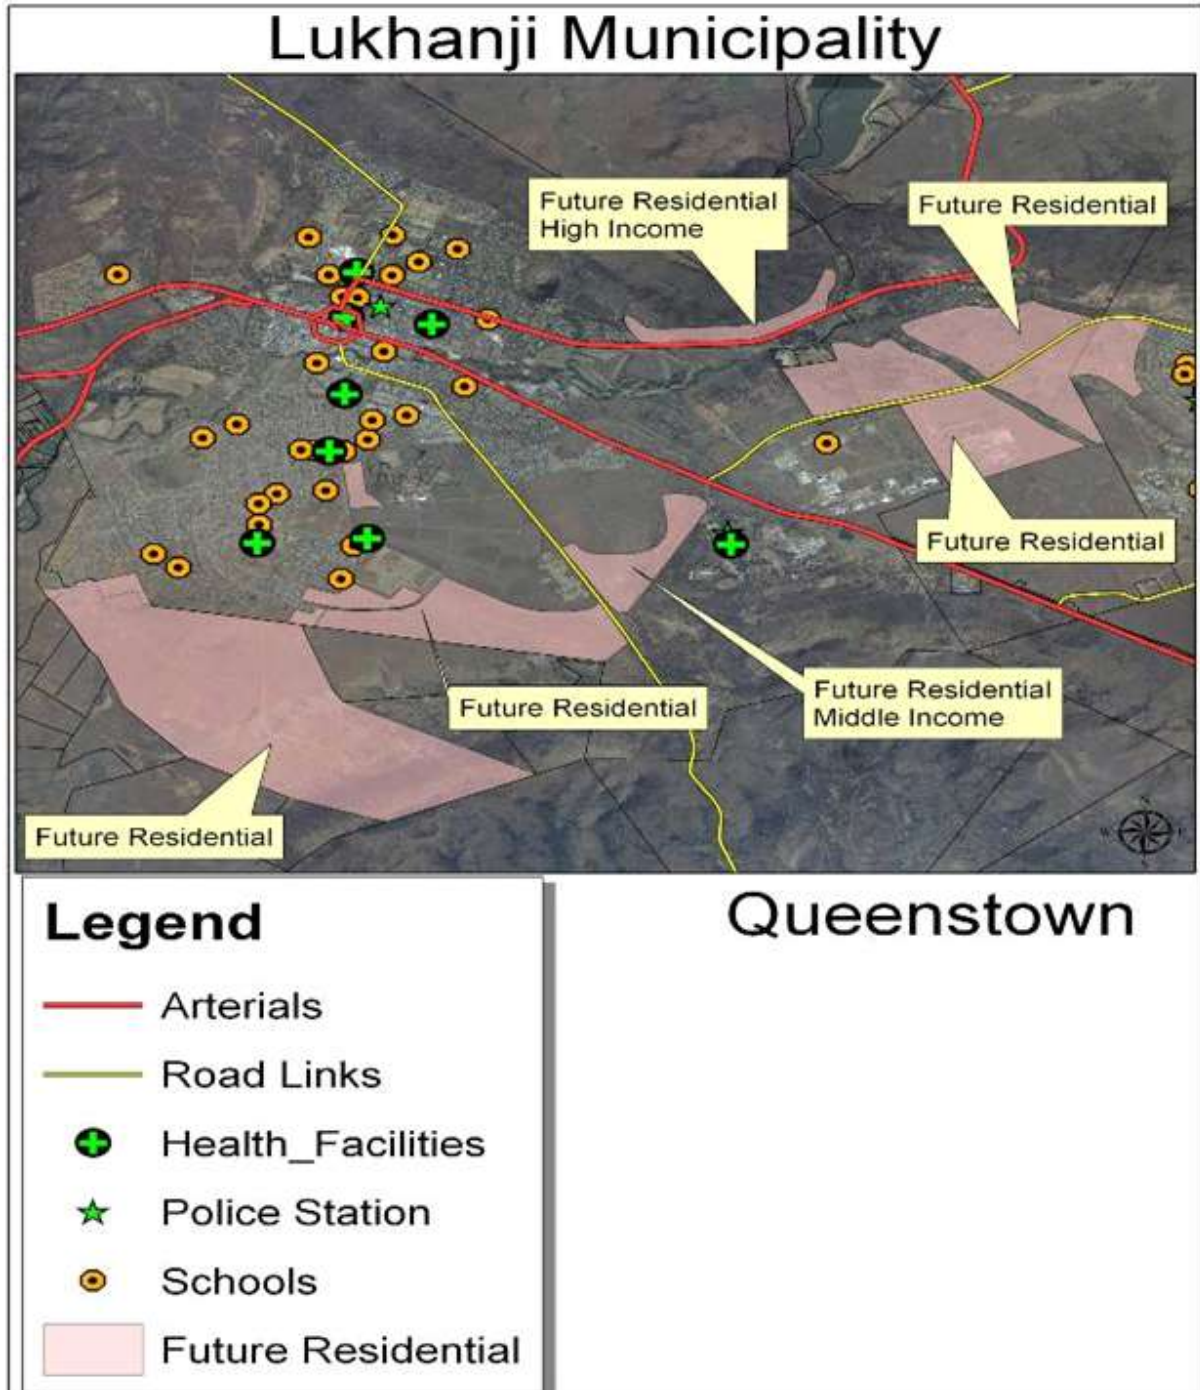 Lukhanji Municipality
Future Residential
High Income
Future Residential
Future Residential
Future Residential
Future Residential
Middle Income
Future Residential
W
E
Queenstown
Legend
Arterials
Road Links
Health_Facilities
Police Station
Schools
Future Residential